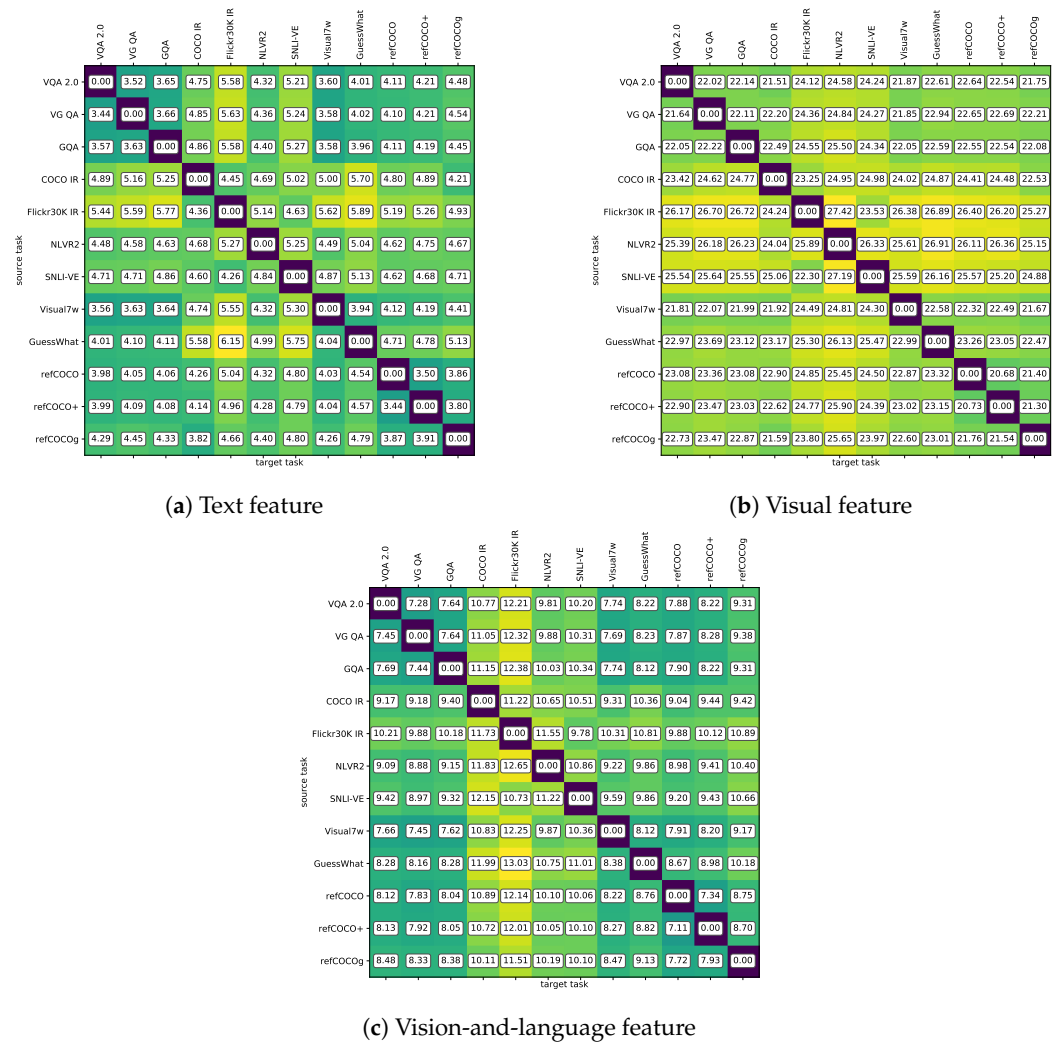 VQA 2.0 VG QA GQA COCO IR Flickr30K IR NLVR2 SNLI-VE Visual7w GuessWhat refCOCO refCOCO+ refCOCOg
VQA 2.0 0.00 3.52 3.65 4.75 5.58 4.32 5.21 3.60 4.01 4.11 4.21 4.48
VG QA 3.44 0.00 3.66 4.85 5.63 4.36 5.24 3.58 4.02 4.10 4.21 4.54
GQA 3.57 3.63 0.00 4.86 5.58 4.40 5.27 3.58 3.96 4.11 4.19 4.45
COCO IR 4.89 5.16 5.25 0.00 4.45 4.69 5.02 5.00 5.70 4.80 4.89 4.21
Flickr30K IR 5.44 5.59 5.77 4.36 0.00 5.14 4.63 5.62 5.89 5.19 5.26 4.93
NLVR2 4.48 4.58 4.63 4.68 5.27 0.00 5.25 4.49 5.04 4.62 4.75 4.67
SNLI-VE 4.71 4.71 4.86 4.60 4.26 4.84 0.00 4.87 5.13 4.62 4.68 4.71
Visual7w 3.56 3.63 3.64 4.74 5.55 4.32 5.30 0.00 3.94 4.12 4.19 4.41
GuessWhat 4.01 4.10 4.11 5.58 6.15 4.99 5.75 4.04 0.00 4.71 4.78 5.13
refCOCO 3.98 4.05 4.06 4.26 5.04 4.32 4.80 4.03 4.54 0.00 3.50 3.86
refCOCO+ 3.99 4.09 4.08 4.14 4.96 4.28 4.79 4.04 4.57 3.44 0.00 3.80
refCOCOg 4.29 4.45 4.33 3.82 4.66 4.40 4.80 4.26 4.79 3.87 3.91 0.00
source task
target task
(a) Text feature
VQA 2.0 VG QA GQA COCO IR Flickr30K IR NLVR2 SNLI-VE Visual7w GuessWhat refCOCO refCOCO+ refCOCOg
VQA 2.0 0.00 22.02 22.14 21.51 24.12 24.58 24.24 21.87 22.61 22.64 22.54 21.75
VG QA 21.64 0.00 22.11 22.20 24.36 24.84 24.27 21.85 22.94 22.65 22.69 22.21
GQA 22.05 22.22 0.00 22.49 24.55 25.50 24.34 22.05 22.59 22.55 22.54 22.08
COCO IR 23.42 24.62 24.77 0.00 23.25 24.95 24.98 24.02 24.87 24.41 24.48 22.53
Flickr30K IR 26.17 26.70 26.72 24.24 0.00 27.42 23.53 26.38 26.89 26.40 26.20 25.27
NLVR2 25.39 26.18 26.23 24.04 25.89 0.00 26.33 25.61 26.91 26.11 26.36 25.15
SNLI-VE 25.54 25.64 25.55 25.06 22.30 27.19 0.00 25.59 26.16 25.57 25.20 24.88
Visual7w 21.81 22.07 21.99 21.92 24.49 24.81 24.30 0.00 22.58 22.32 22.49 21.67
GuessWhat 22.97 23.69 23.12 23.17 25.30 26.13 25.47 22.99 0.00 23.26 23.05 22.47
refCOCO 23.08 23.36 23.08 22.90 24.85 25.45 24.50 22.87 23.32 0.00 20.68 21.40
refCOCO+ 22.90 23.47 23.03 22.62 24.77 25.90 24.39 23.02 23.15 20.73 0.00 21.30
refCOCOg 22.73 23.47 22.87 21.59 23.80 25.65 23.97 22.60 23.01 21.76 21.54 0.00
source task
target task
(b) Visual feature
VQA 2.0 VG QA GQA COCO IR Flickr30K IR NLVR2 SNLI-VE Visual7w GuessWhat refCOCO refCOCO+ refCOCOg
VQA 2.0 0.00 7.28 7.64 10.77 12.21 9.81 10.20 7.74 8.22 7.88 8.22 9.31
VG QA 7.45 0.00 7.64 11.05 12.32 9.88 10.31 7.69 8.23 7.87 8.28 9.38
GQA 7.69 7.44 0.00 11.15 12.38 10.03 10.34 7.74 8.12 7.90 8.22 9.31
COCO IR 9.17 9.18 9.40 0.00 11.22 10.65 10.51 9.31 10.36 9.04 9.44 9.42
Flickr30K IR 10.21 9.88 10.18 11.73 0.00 11.55 9.78 10.31 10.81 9.88 10.12 10.89
NLVR2 9.09 8.88 9.15 11.83 12.65 0.00 10.86 9.22 9.86 8.98 9.41 10.40
SNLI-VE 9.42 8.97 9.32 12.15 10.73 11.22 0.00 9.59 9.86 9.20 9.43 10.66
Visual7w 7.66 7.45 7.62 10.83 12.25 9.87 10.36 0.00 8.12 7.91 8.20 9.17
GuessWhat 8.28 8.16 8.28 11.99 13.03 10.75 11.01 8.38 0.00 8.67 8.98 10.18
refCOCO 8.12 7.83 8.04 10.89 12.14 10.10 10.06 8.22 8.76 0.00 7.34 8.75
refCOCO+ 8.13 7.92 8.05 10.72 12.01 10.05 10.10 8.27 8.82 7.11 0.00 8.70
refCOCOg 8.48 8.33 8.38 10.11 11.51 10.19 10.10 8.47 9.13 7.72 7.93 0.00
source task
target task
(c) Vision-and-language feature